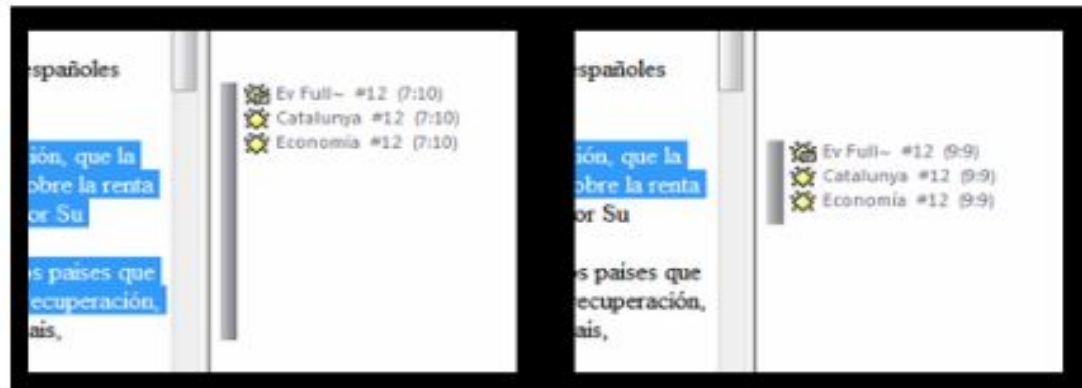 españoles
Ev Full~ #12 (7:10)
Catalunya #12 (7:10)
Economía #12 (7:10)
ión, que la
obre la renta
or Su
s paises que
ecuperación,
ais,
españoles
ión, que la
obre la renta
or Su
s paises que
ecuperación,
ais,
Ev Full~ #12 (9:9)
Catalunya #12 (9:9)
Economía #12 (9:9)